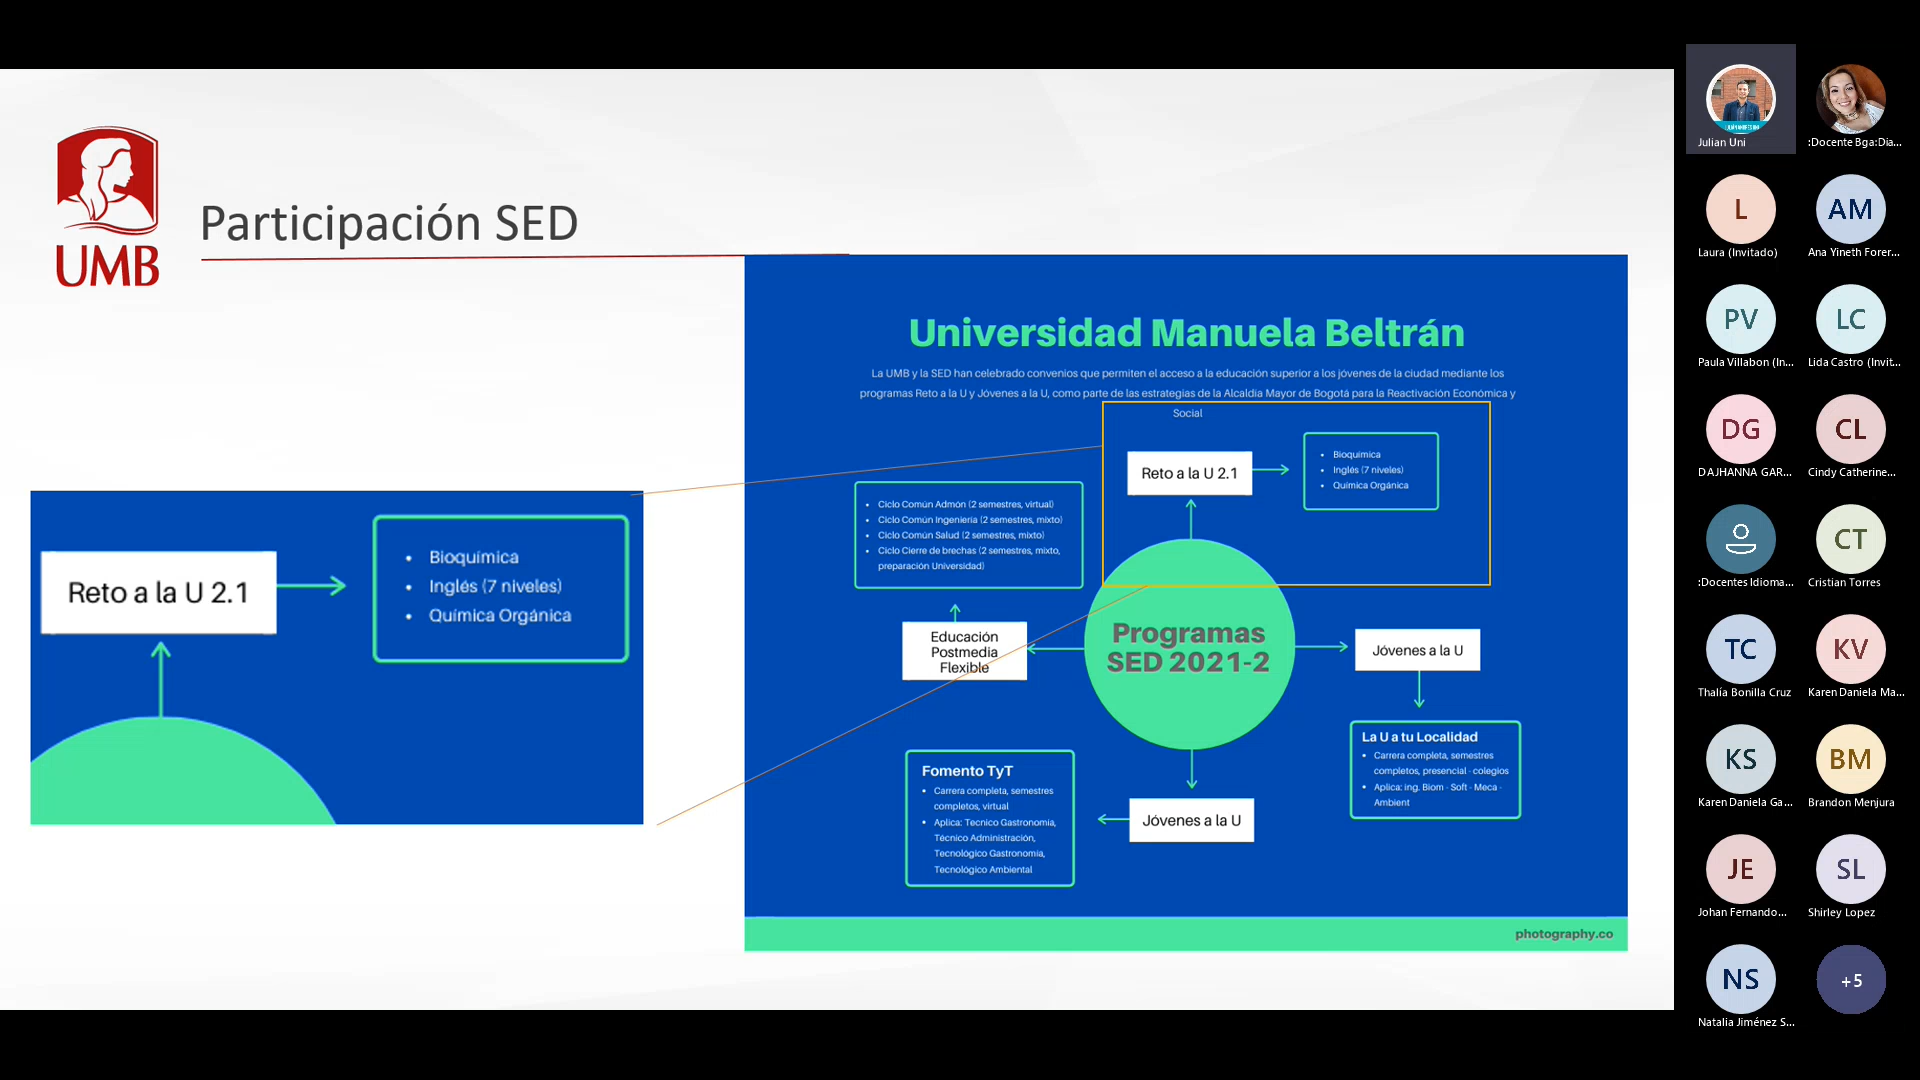 UMB
Participación SED
Reto a la U 2.1
• Bioquímica
• Inglés (7 niveles)
• Química Orgánica
Universidad Manuela Beltrán
La UMB y la SED han celebrado convenios que permiten el acceso a la educación superior a los jóvenes de la ciudad mediante los
programas Reto a la U y Jóvenes a la U, como parte de las estrategias de la Alcaldía Mayor de Bogotá para la Reactivación Económica y
Social
Reto a la U 2.1
• Bioquímica
• Inglés (7 niveles)
• Química Orgánica
• Ciclo Común Admón (2 semestres, virtual)
• Ciclo Común Ingeniería (2 semestres, mixto)
• Ciclo Común Salud (2 semestres, mixto)
• Ciclo Cierre de brechas (2 semestres, mixto,
preparación Universidad)
Educación
Postmedia
Flexible
Programas
SED 2021-2
Jóvenes a la U
La U a tu Localidad
• Carrera completa, semestres
completos, presencial - colegios
• Aplica: ing. Biom - Soft - Meca -
Ambient
Fomento TyT
• Carrera completa, semestres
completos, virtual
• Aplica: Tecnico Gastronomia,
Técnico Administración,
Tecnológico Gastronomía,
Tecnológico Ambiental
Jóvenes a la U
photography.co
Julian Uni
:Docente Bga:Dia...
L
Laura (Invitado)
AM
Ana Yineth Forer...
PV
Paula Villabon (In...
LC
Lida Castro (Invit...
DG
DAJHANNA GAR...
CL
Cindy Catherine...
:Docentes Idioma...
CT
Cristian Torres
TC
Thalía Bonilla Cruz
KV
Karen Daniela Ma...
KS
Karen Daniela Ga...
BM
Brandon Menjura
JE
Johan Fernando...
SL
Shirley Lopez
NS
Natalia Jiménez S...
+5